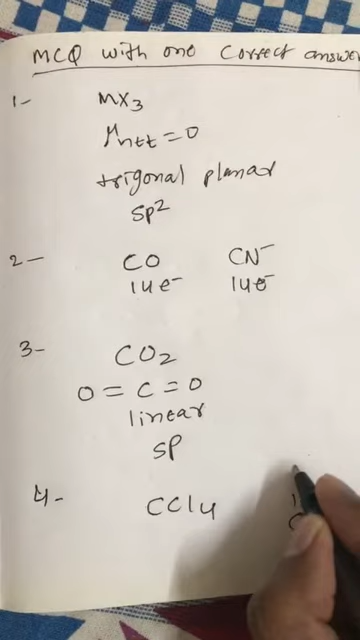 MCQ with one correct answer
1- MX3
μnet = 0
trigonal planar
sp2
2- CO CN-
14e- 14e-
3- CO2
O = C = O
linear
sp
4- CCl4